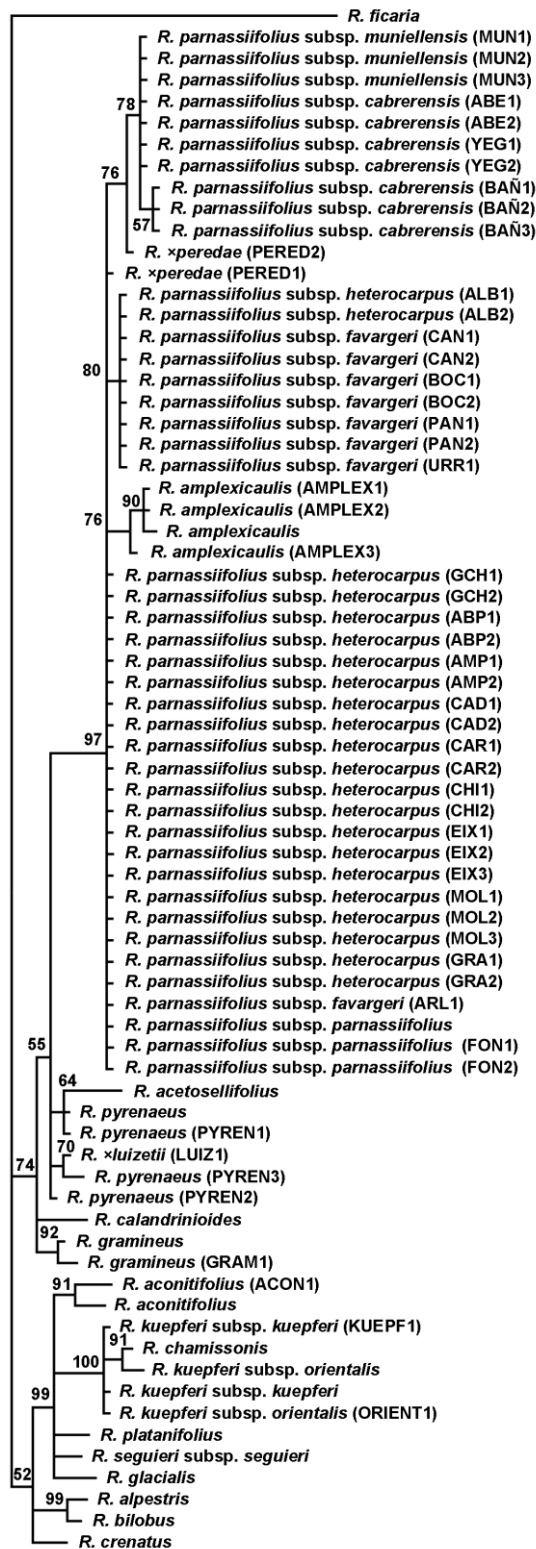 R. ficaria
R. parnassiifolius subsp. muniellensis (MUN1)
R. parnassiifolius subsp. muniellensis (MUN2)
R. parnassiifolius subsp. muniellensis (MUN3)
R. parnassiifolius subsp. cabrerensis (ABE1)
78
R. parnassiifolius subsp. cabrerensis (ABE2)
R. parnassiifolius subsp. cabrerensis (YEG1)
R. parnassiifolius subsp. cabrerensis (YEG2)
76
R. parnassiifolius subsp. cabrerensis (BAÑ1)
R. parnassiifolius subsp. cabrerensis (BAÑ2)
57
R. parnassiifolius subsp. cabrerensis (BAÑ3)
R. ×peredae (PERED2)
R. ×peredae (PERED1)
R. parnassiifolius subsp. heterocarpus (ALB1)
R. parnassiifolius subsp. heterocarpus (ALB2)
R. parnassiifolius subsp. favargeri (CAN1)
R. parnassiifolius subsp. favargeri (CAN2)
80
R. parnassiifolius subsp. favargeri (BOC1)
R. parnassiifolius subsp. favargeri (BOC2)
R. parnassiifolius subsp. favargeri (PAN1)
R. parnassiifolius subsp. favargeri (PAN2)
R. parnassiifolius subsp. favargeri (URR1)
R. amplexicaulis (AMPLEX1)
90
R. amplexicaulis (AMPLEX2)
76
R. amplexicaulis
R. amplexicaulis (AMPLEX3)
R. parnassiifolius subsp. heterocarpus (GCH1)
R. parnassiifolius subsp. heterocarpus (GCH2)
R. parnassiifolius subsp. heterocarpus (ABP1)
R. parnassiifolius subsp. heterocarpus (ABP2)
R. parnassiifolius subsp. heterocarpus (AMP1)
R. parnassiifolius subsp. heterocarpus (AMP2)
R. parnassiifolius subsp. heterocarpus (CAD1)
R. parnassiifolius subsp. heterocarpus (CAD2)
97
R. parnassiifolius subsp. heterocarpus (CAR1)
R. parnassiifolius subsp. heterocarpus (CAR2)
R. parnassiifolius subsp. heterocarpus (CHI1)
R. parnassiifolius subsp. heterocarpus (CHI2)
R. parnassiifolius subsp. heterocarpus (EIX1)
R. parnassiifolius subsp. heterocarpus (EIX2)
R. parnassiifolius subsp. heterocarpus (EIX3)
R. parnassiifolius subsp. heterocarpus (MOL1)
R. parnassiifolius subsp. heterocarpus (MOL2)
R. parnassiifolius subsp. heterocarpus (MOL3)
R. parnassiifolius subsp. heterocarpus (GRA1)
R. parnassiifolius subsp. heterocarpus (GRA2)
R. parnassiifolius subsp. favargeri (ARL1)
R. parnassiifolius subsp. parnassiifolius
55
R. parnassiifolius subsp. parnassiifolius (FON1)
R. parnassiifolius subsp. parnassiifolius (FON2)
64
R. acetosellifolius
R. pyrenaeus
R. pyrenaeus (PYREN1)
70
R. ×luizetii (LUIZ1)
74
R. pyrenaeus (PYREN3)
R. pyrenaeus (PYREN2)
R. calandrinioides
92
R. gramineus
R. gramineus (GRAM1)
91
R. aconitifolius (ACON1)
R. aconitifolius
R. kuepferi subsp. kuepferi (KUEPF1)
91
R. chamissonis
100
R. kuepferi subsp. orientalis
R. kuepferi subsp. kuepferi
99
R. kuepferi subsp. orientalis (ORIENT1)
R. platanifolius
R. seguieri subsp. seguieri
52
R. glacialis
99
R. alpestris
R. bilobus
R. crenatus